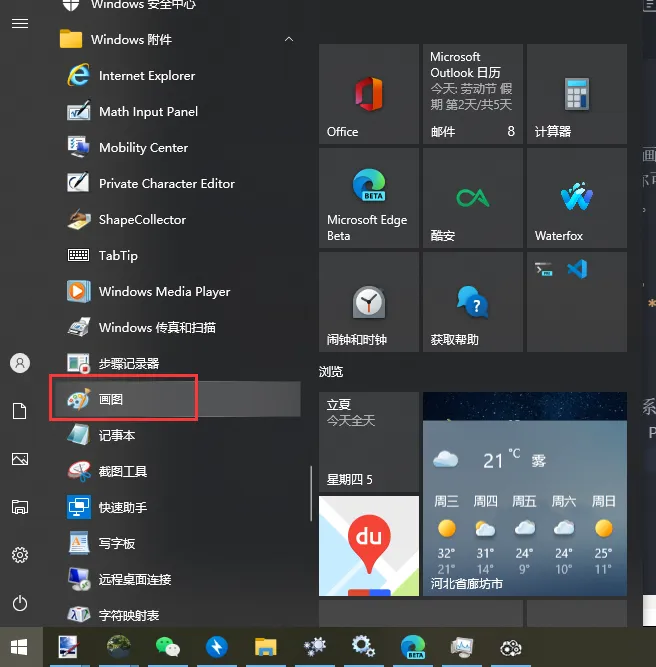 Windows 安全中心
Windows 附件
Internet Explorer
Math Input Panel
Mobility Center
Private Character Editor
ShapeCollector
TabTip
Windows Media Player
Windows 传真和扫描
步骤记录器
画图
记事本
截图工具
快速助手
写字板
远程桌面连接
字符映射表
Office
Microsoft
Outlook 日历
今天: 劳动节 假
期 第2天/共5天
邮件 8
计算器
BETA
Microsoft Edge
Beta
酷安
Waterfox
闹钟和时钟
获取帮助
浏览
立夏
今天全天
星期四 5
21 °C 雾
周三 周四 周五 周六 周日
32° 31° 24° 24° 25°
21° 14° 9° 10° 11°
河北省廊坊市
du
BETA